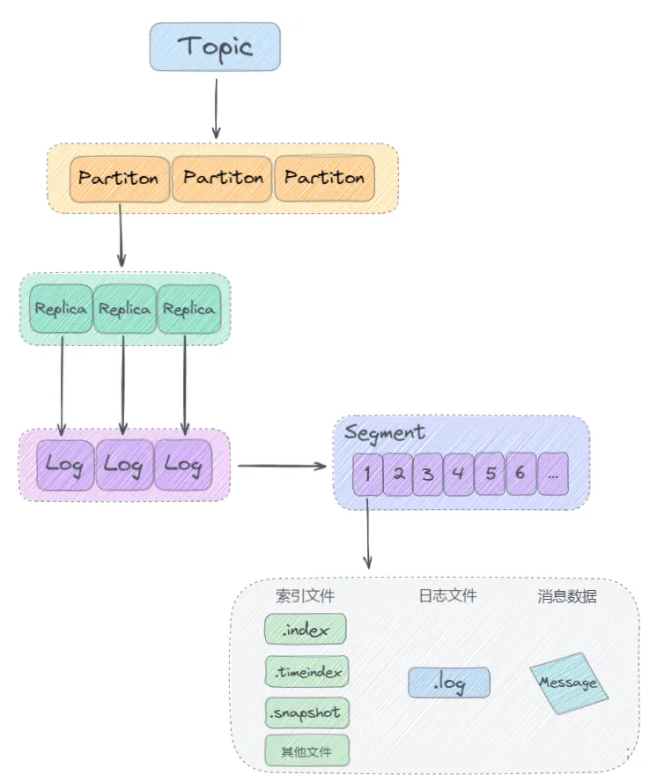 Topic
Partiton Partiton Partiton
Replica Replica Replica
Log Log Log
Segment
1 2 3 4 5 6 ...
索引文件 日志文件 消息数据
.index
.timeindex
.log
Message
.snapshot
其他文件